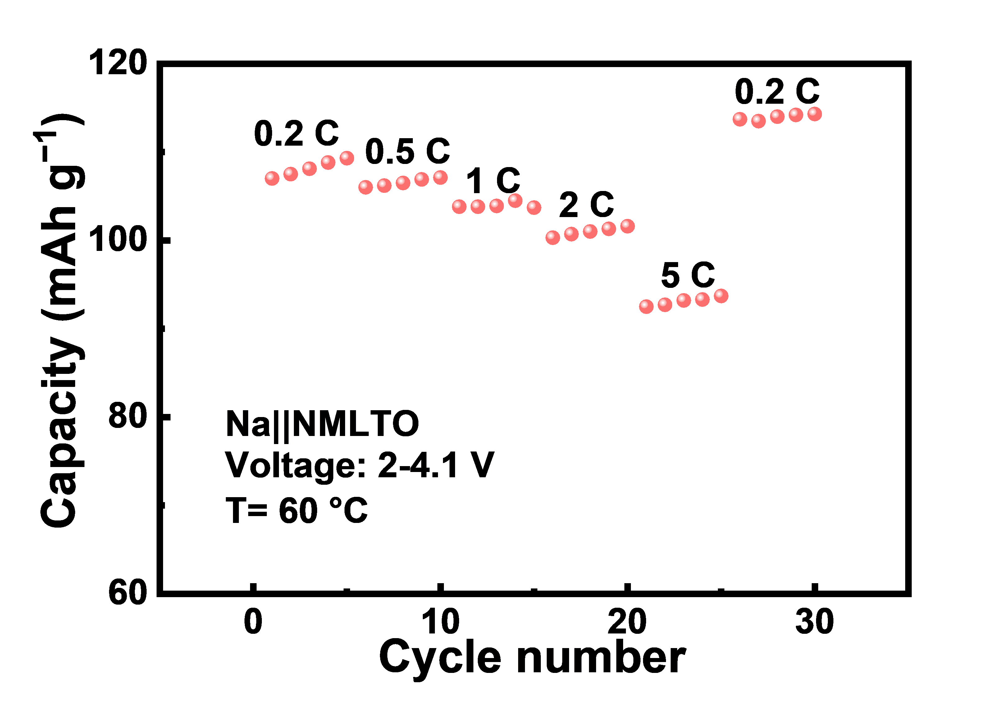 120
100
80
60
Capacity (mAh g⁻¹)
0.2 C
0.5 C
1 C
2 C
5 C
0.2 C
Na||NMLTO
Voltage: 2-4.1 V
T= 60 °C
0
10
20
30
Cycle number